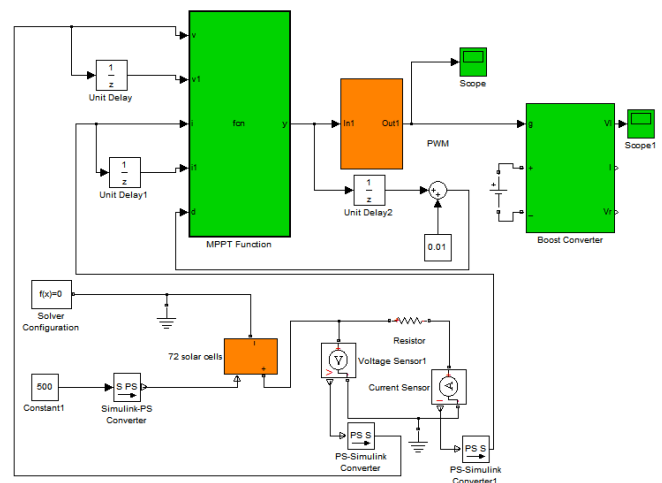 v
1
z
Unit Delay
v1
i
1
z
Unit Delay1
i1
d
fcn
y
MPPT Function
In1
Out1
PWM
Scope
1
z
Unit Delay2
+
+
0.01
g
+
+
−
Vl
I
Vr
Boost Converter
Scope1
f(x)=0
Solver
Configuration
500
Constant1
S PS
Simulink-PS
Converter
72 solar cells
I
+
+
V
Voltage Sensor1
PS S
PS-Simulink
Converter
Resistor
Current Sensor
+
A
I
PS S
PS-Simulink
Converter1